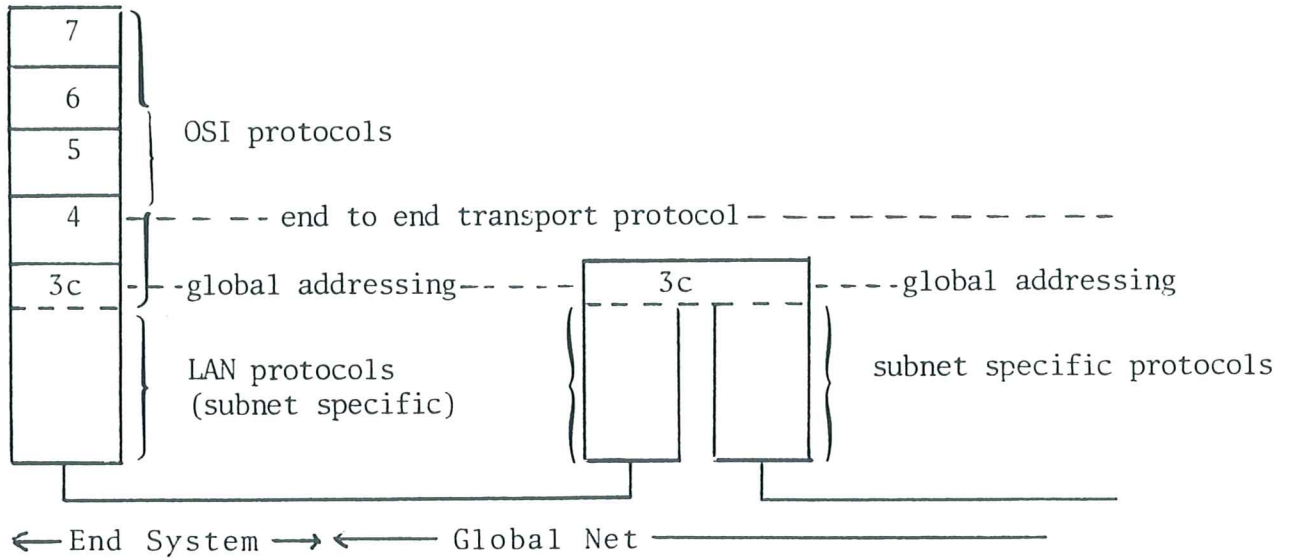 7
6
OSI protocols
5
4
end to end transport protocol
3c
global addressing
3c
global addressing
LAN protocols
(subnet specific)
subnet specific protocols
End System
Global Net